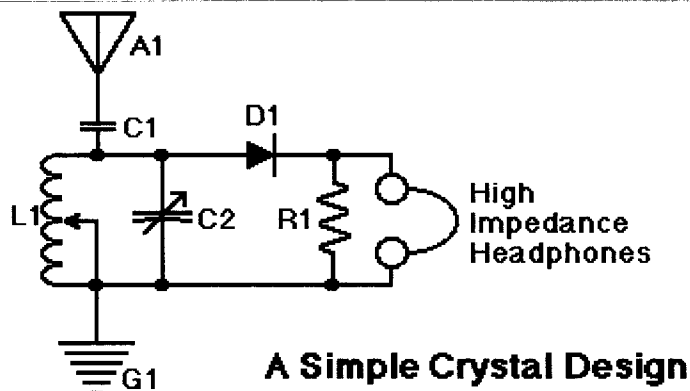 A1
C1
D1
L1
C2
R1
High
Impedance
Headphones
G1
A Simple Crystal Design